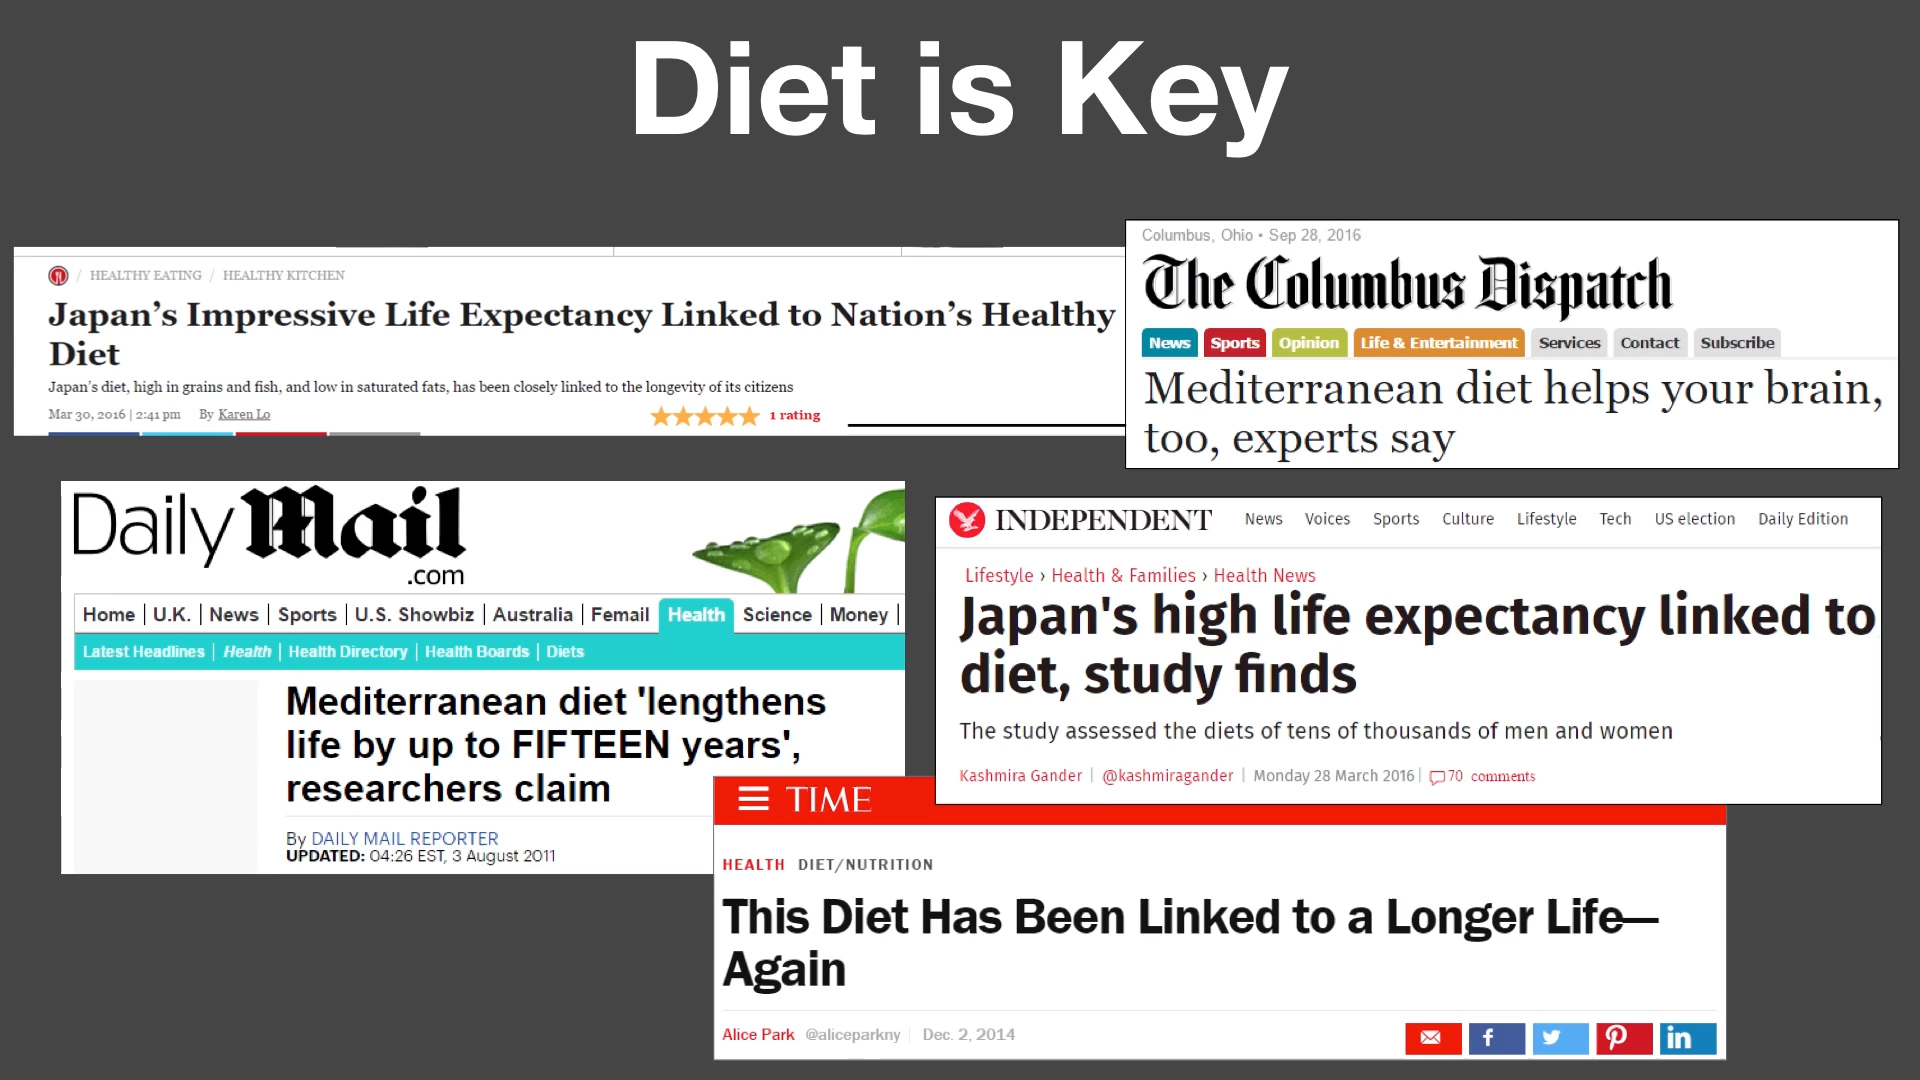 Diet is Key
/ HEALTHY EATING / HEALTHY KITCHEN
Japan’s Impressive Life Expectancy Linked to Nation’s Healthy
Diet
Japan’s diet, high in grains and fish, and low in saturated fats, has been closely linked to the longevity of its citizens
Mar 30, 2016 | 2:41 pm By Karen Lo
1 rating
Columbus, Ohio • Sep 28, 2016
The Columbus Dispatch
News Sports Opinion Life & Entertainment Services Contact Subscribe
Mediterranean diet helps your brain,
too, experts say
Daily Mail
.com
Home | U.K. | News | Sports | U.S. Showbiz | Australia | Femail | Health | Science | Money |
Latest Headlines | Health | Health Directory | Health Boards | Diets
Mediterranean diet 'lengthens
life by up to FIFTEEN years',
researchers claim
By DAILY MAIL REPORTER
UPDATED: 04:26 EST, 3 August 2011
INDEPENDENT News Voices Sports Culture Lifestyle Tech US election Daily Edition
Lifestyle › Health & Families › Health News
Japan's high life expectancy linked to
diet, study finds
The study assessed the diets of tens of thousands of men and women
Kashmira Gander | @kashmiragander | Monday 28 March 2016 | 70 comments
TIME
HEALTH DIET/NUTRITION
This Diet Has Been Linked to a Longer Life—
Again
Alice Park @aliceparkny | Dec. 2, 2014